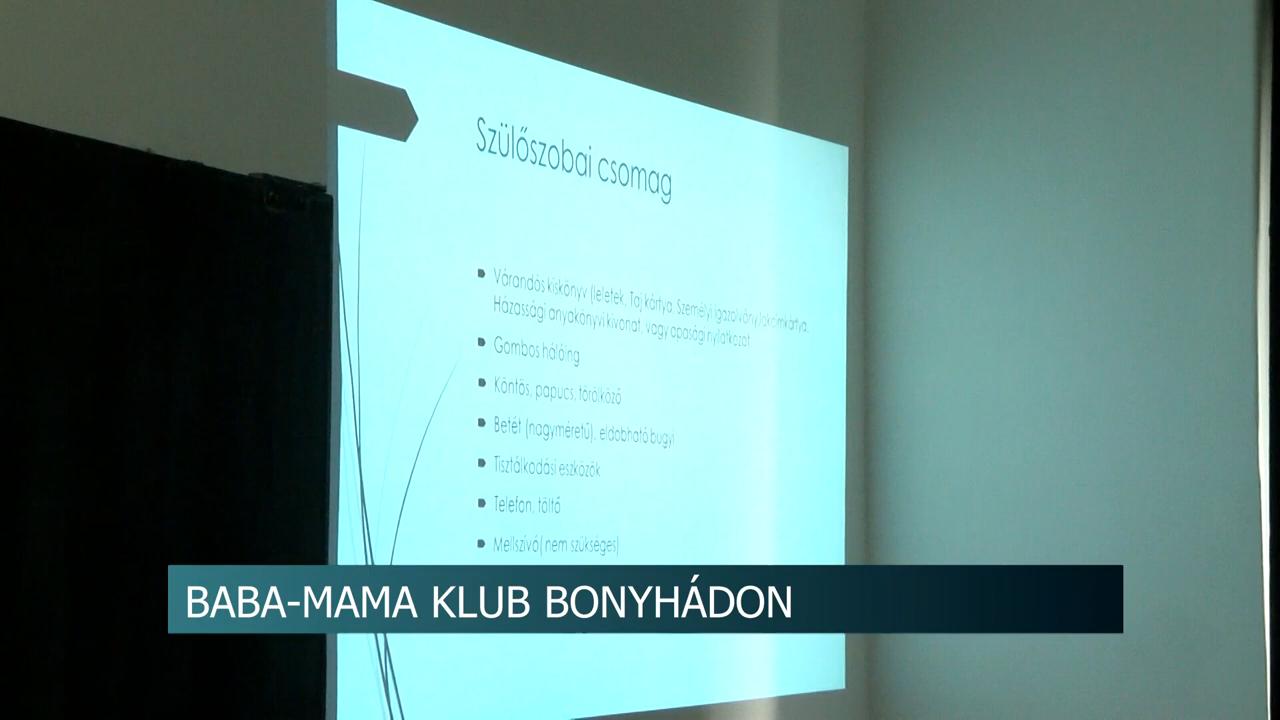 Szülőszobai csomag
Várandós kiskönyv (leletek, Taj kártya, Személyi igazolvány,lakcímkártya,
Házassági anyakönyvi kivonat, vagy apasági nyilatkozat
Gombos hálóing
Köntös, papucs, törölköző
Betét (nagyméretű), eldobható bugyi
Tisztálkodási eszközök
Telefon, töltő
Mellszívó( nem szükséges)
BABA-MAMA KLUB BONYHÁDON